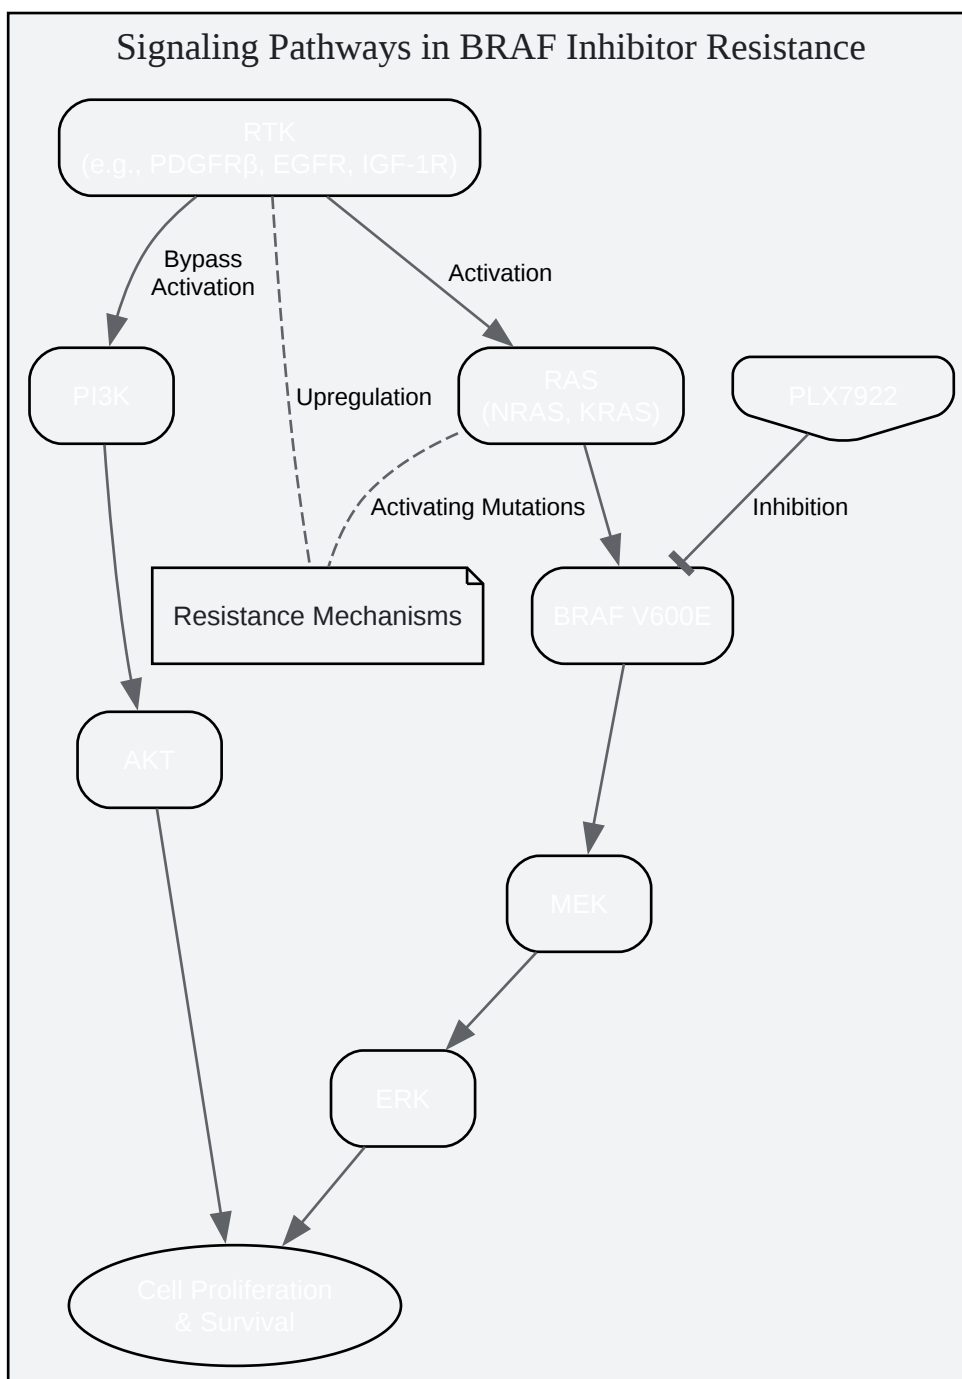 Signaling Pathways in BRAF Inhibitor Resistance
RTK
(e.g., PDGFRβ, EGFR, IGF-1R)
Bypass
Activation
Activation
PI3K
Upregulation
RAS
(NRAS, KRAS)
PLX7922
Activating Mutations
Inhibition
Resistance Mechanisms
BRAF V600E
AKT
MEK
ERK
Cell Proliferation
& Survival